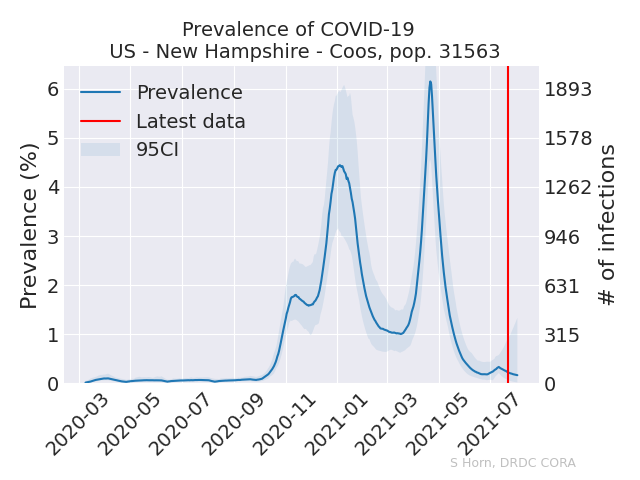 Prevalence of COVID-19
US - New Hampshire - Coos, pop. 31563
Prevalence (%)
6
5
4
3
2
1
0
Prevalence
Latest data
95CI
1893
1578
1262
946
631
315
0
# of infections
2020-03
2020-05
2020-07
2020-09
2020-11
2021-01
2021-03
2021-05
2021-07
S Horn, DRDC CORA